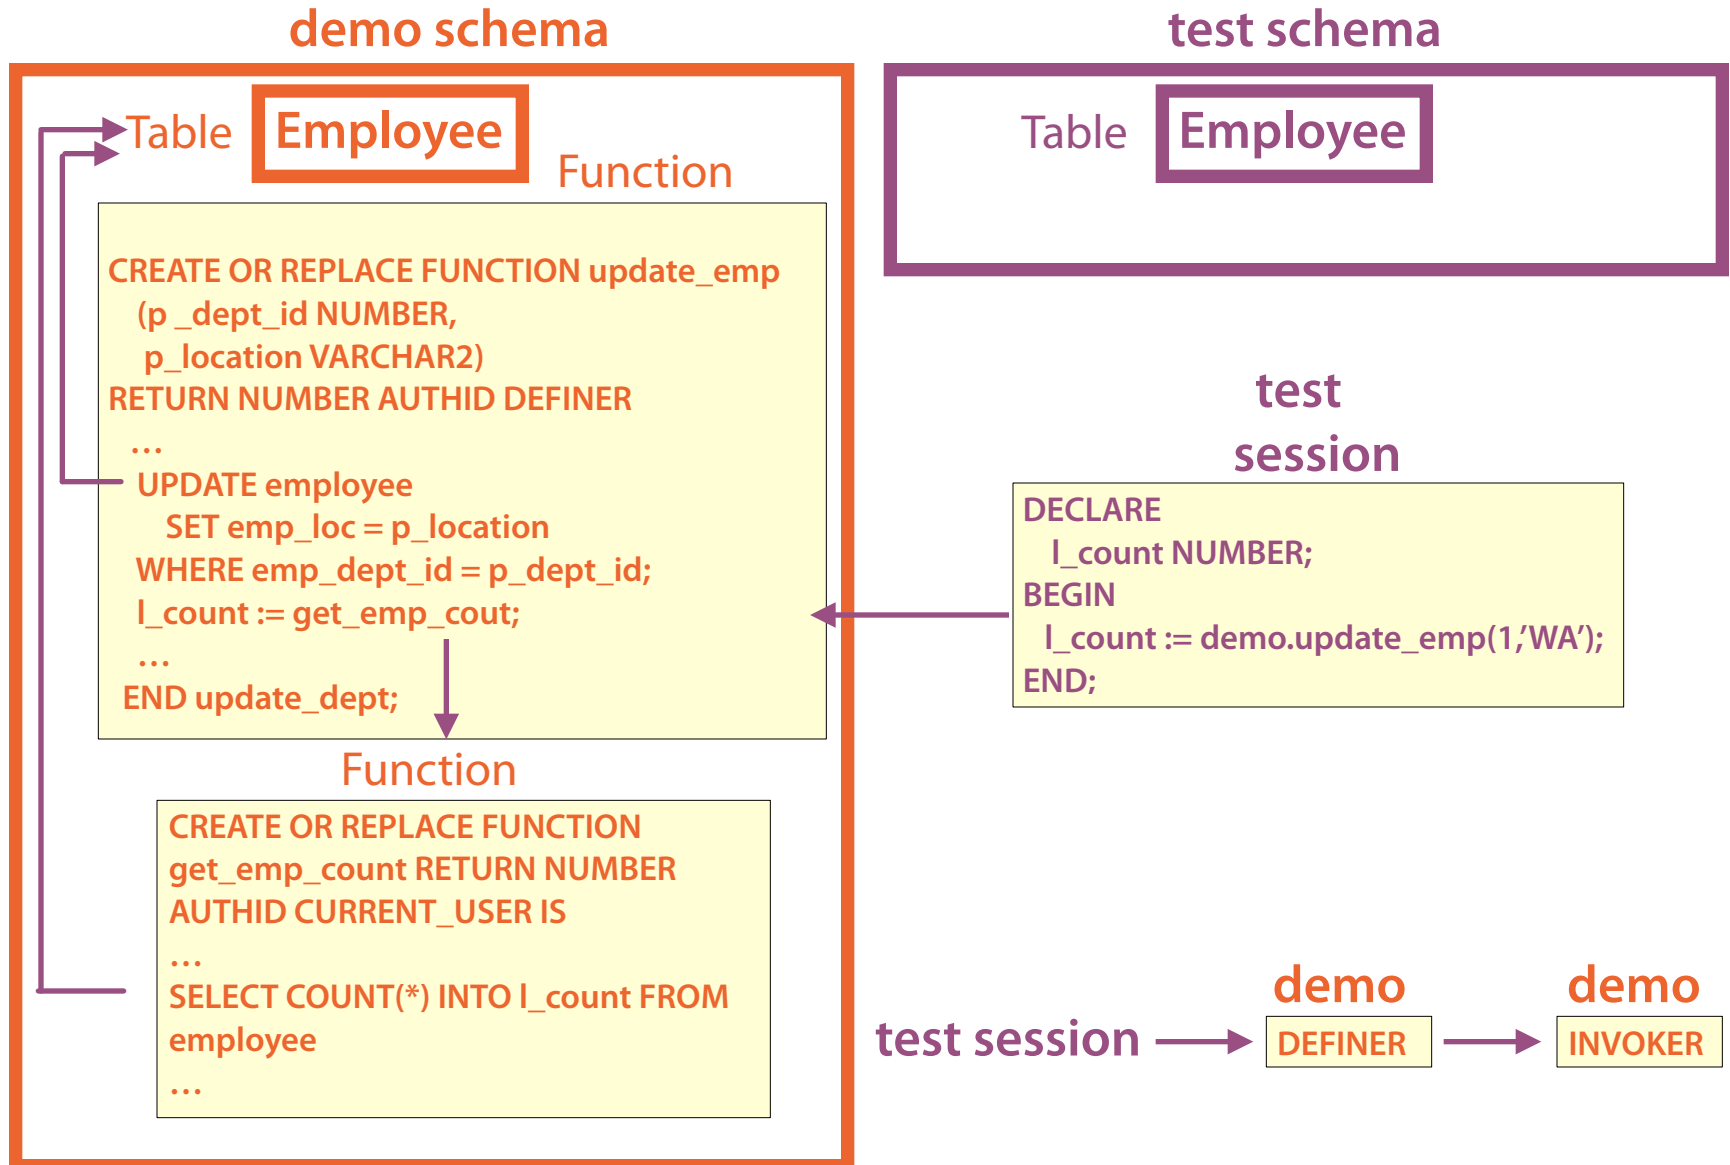 demo schema
Table
Employee
Function
CREATE OR REPLACE FUNCTION update_emp
(p _dept_id NUMBER,
p_location VARCHAR2)
RETURN NUMBER AUTHID DEFINER
…
UPDATE employee
SET emp_loc = p_location
WHERE emp_dept_id = p_dept_id;
l_count := get_emp_cout;
…
END update_dept;
Function
CREATE OR REPLACE FUNCTION
get_emp_count RETURN NUMBER
AUTHID CURRENT_USER IS
…
SELECT COUNT(*) INTO l_count FROM
employee
…
test schema
Table
Employee
test
session
DECLARE
l_count NUMBER;
BEGIN
l_count := demo.update_emp(1,’WA’);
END;
demo
demo
test session
DEFINER
INVOKER